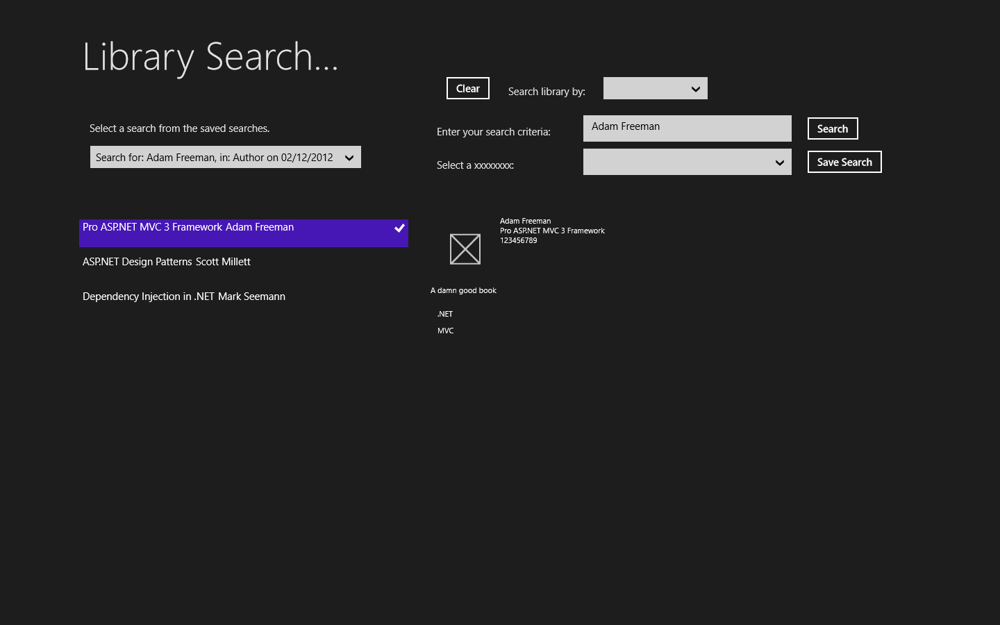 Library Search...
Clear
Search library by:
Select a search from the saved searches.
Enter your search criteria:
Adam Freeman
Search
Search for: Adam Freeman, in: Author on 02/12/2012
Select a xxxxxxxx:
Save Search
Pro ASP.NET MVC 3 Framework Adam Freeman
ASP.NET Design Patterns Scott Millett
Dependency Injection in .NET Mark Seemann
Adam Freeman
Pro ASP.NET MVC 3 Framework
123456789
A damn good book
.NET
MVC